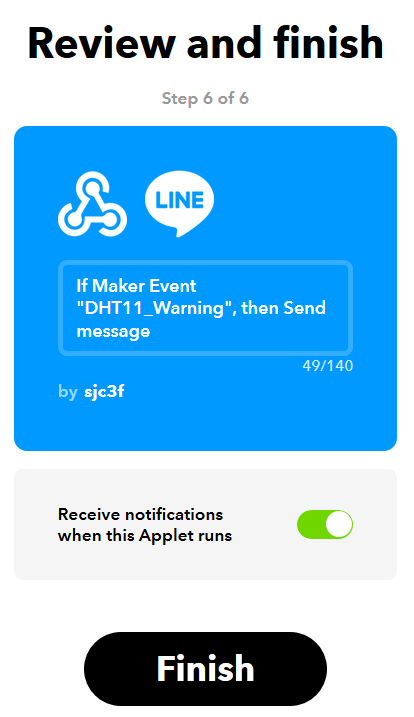 Review and finish
Step 6 of 6
LINE
If Maker Event
"DHT11_Warning", then Send
message
49/140
by sjc3f
Receive notifications
when this Applet runs
Finish